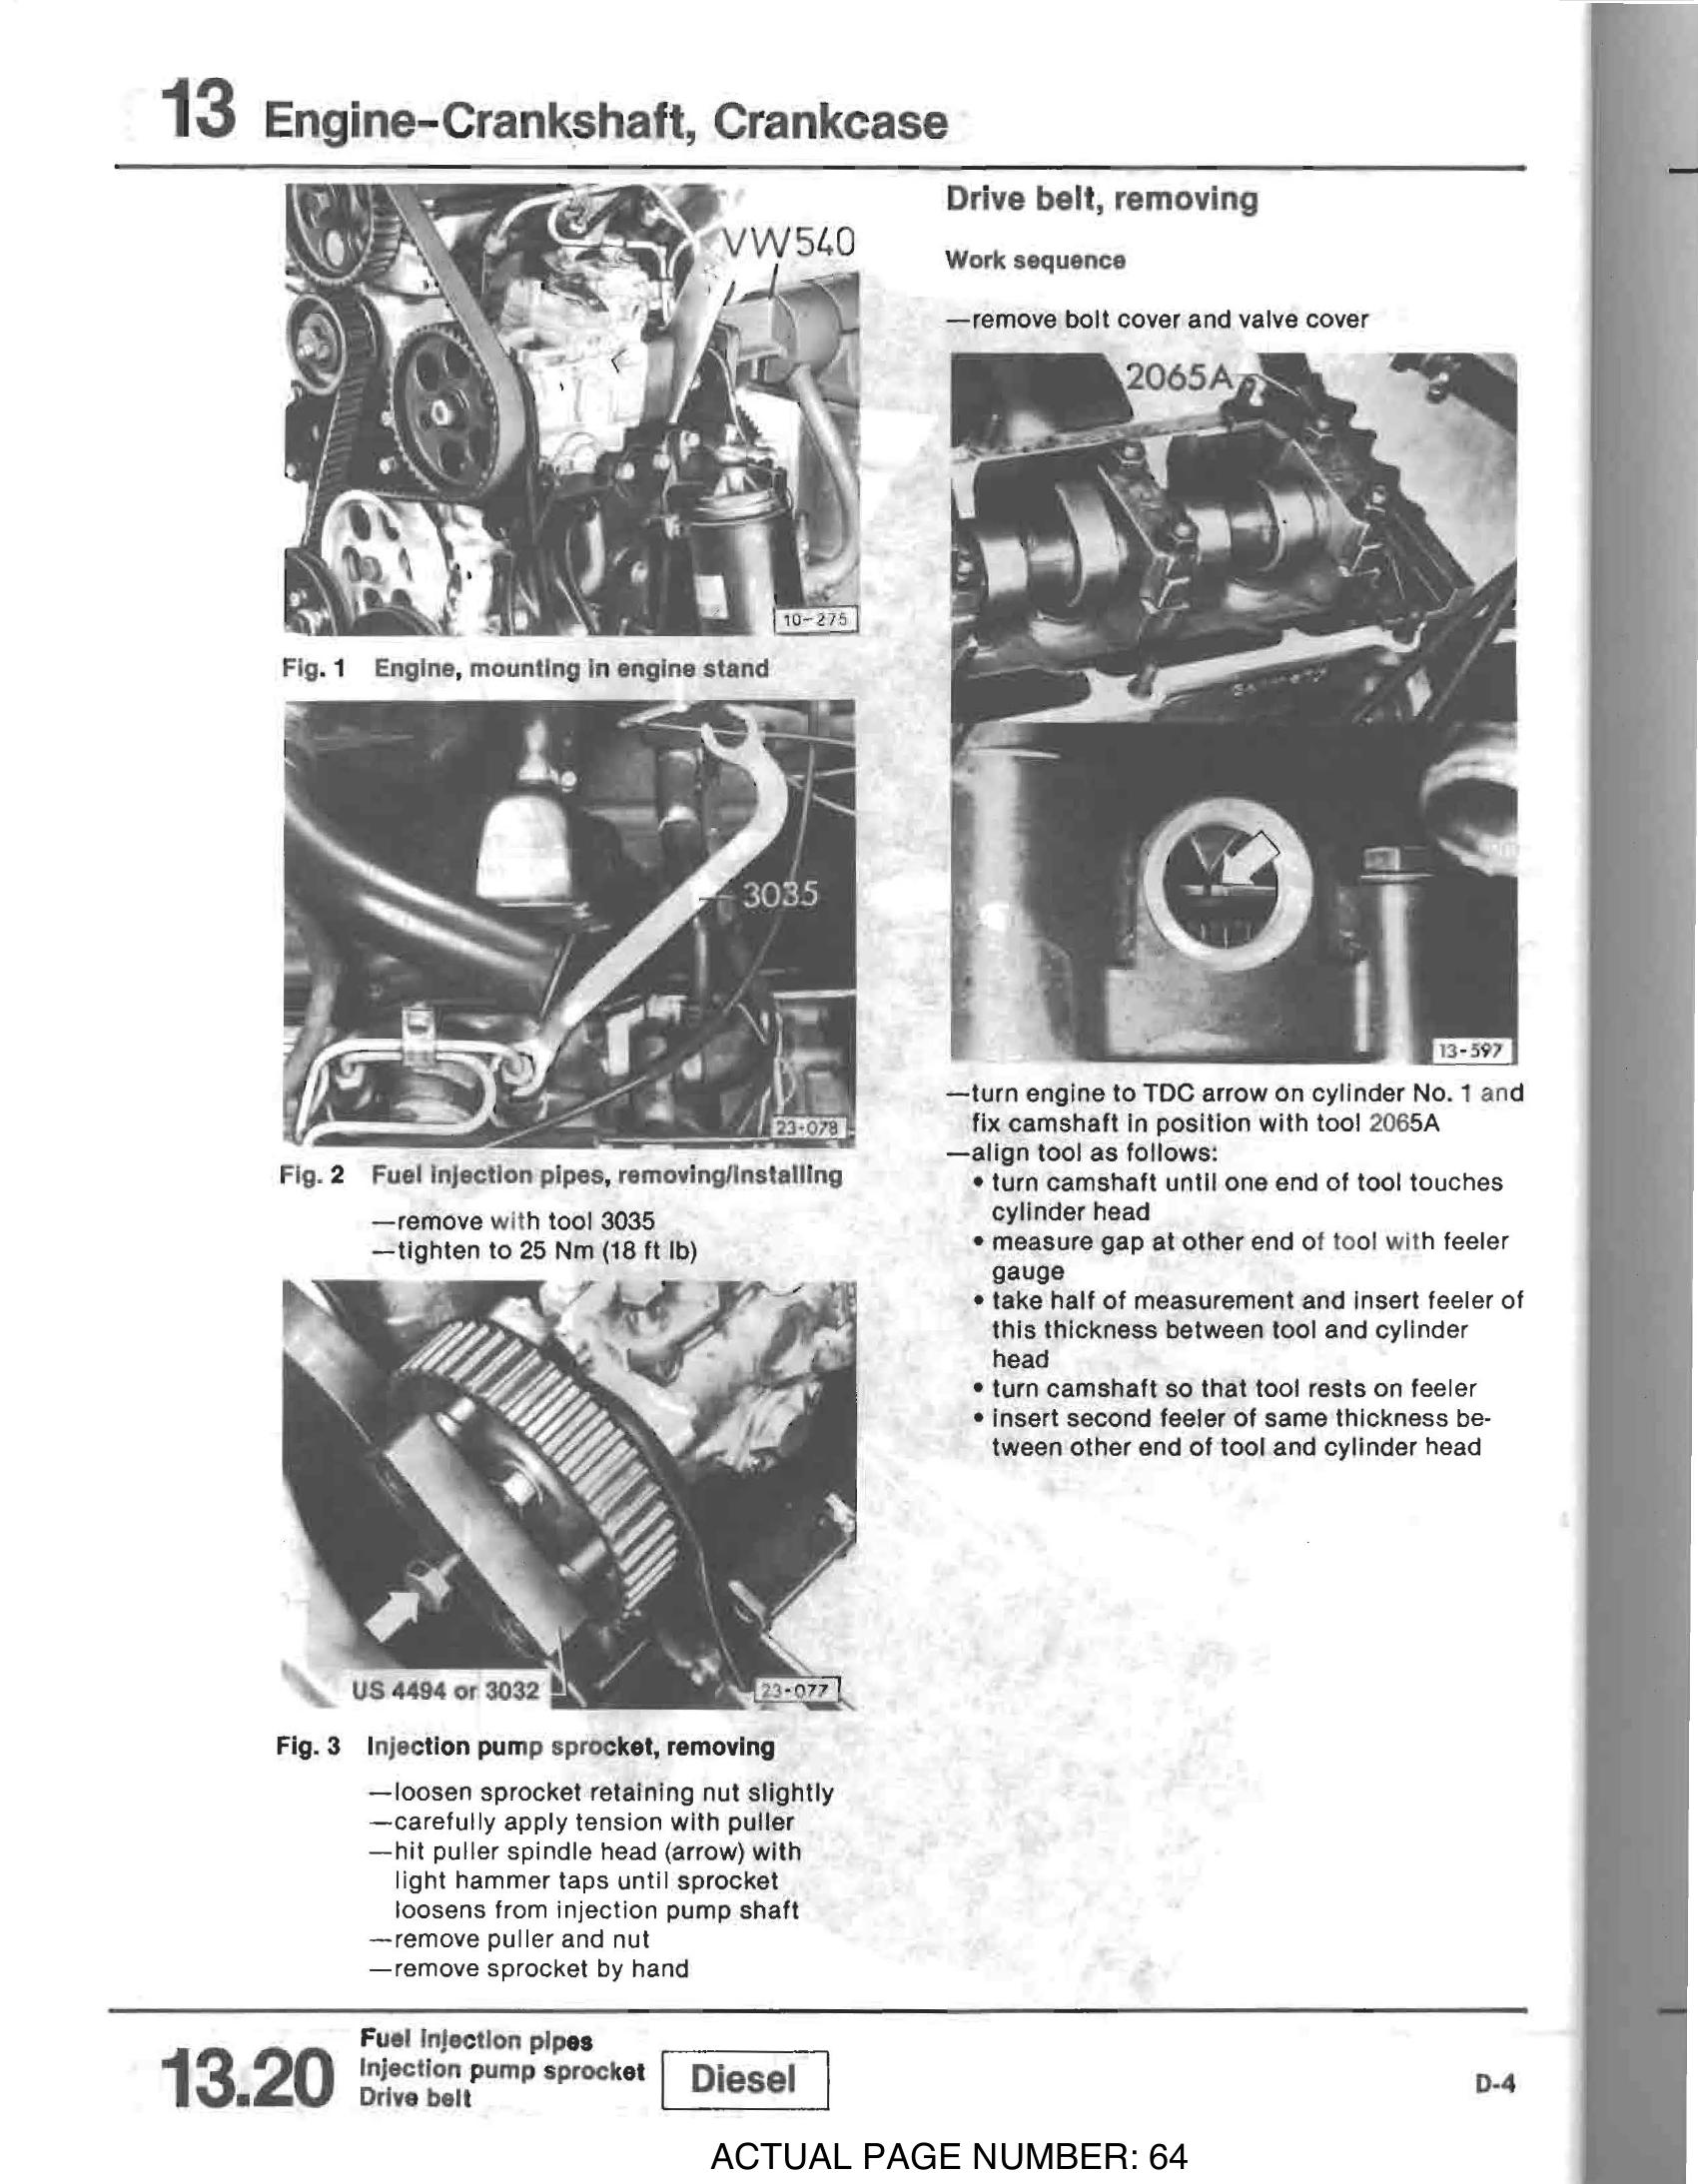 13 Engine-Crankshaft, Crankcase
VW540
10-275
Fig. 1 Engine, mounting in engine stand
3035
23-078
Fig. 2 Fuel injection pipes, removing/installing
—remove with tool 3035
—tighten to 25 Nm (18 ft lb)
US 4494 or 3032
23-077
Fig. 3 Injection pump sprocket, removing
—loosen sprocket retaining nut slightly
—carefully apply tension with puller
—hit puller spindle head (arrow) with
light hammer taps until sprocket
loosens from injection pump shaft
—remove puller and nut
—remove sprocket by hand
Drive belt, removing
Work sequence
—remove bolt cover and valve cover
2065A
13-597
—turn engine to TDC arrow on cylinder No. 1 and
fix camshaft in position with tool 2065A
—align tool as follows:
• turn camshaft until one end of tool touches
cylinder head
• measure gap at other end of tool with feeler
gauge
• take half of measurement and insert feeler of
this thickness between tool and cylinder
head
• turn camshaft so that tool rests on feeler
• insert second feeler of same thickness be-
tween other end of tool and cylinder head
13.20
Fuel injection pipes
Injection pump sprocket
Drive belt
Diesel
D-4
ACTUAL PAGE NUMBER: 64